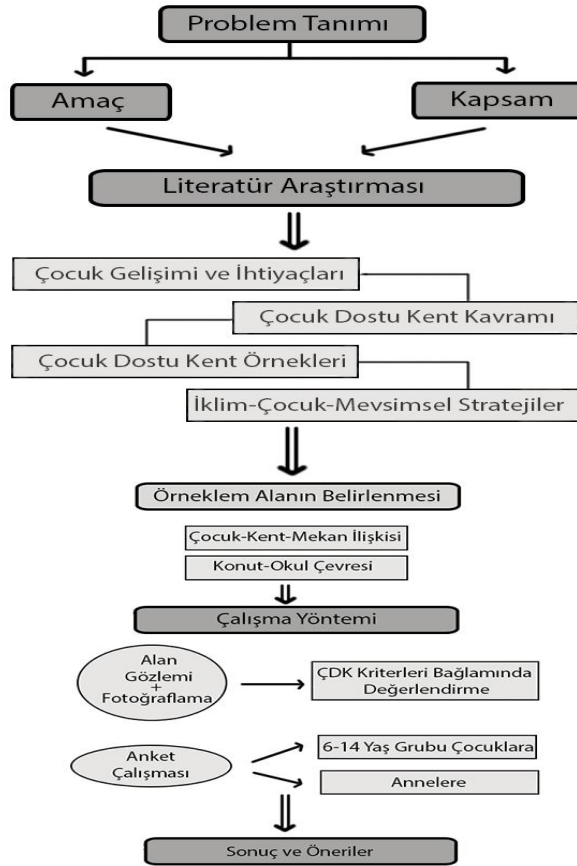 Problem Tanımı
Amaç
Kapsam
Literatür Araştırması
Çocuk Gelişimi ve İhtiyaçları
Çocuk Dostu Kent Kavramı
Çocuk Dostu Kent Örnekleri
İklim-Çocuk-Mevsimsel Stratejiler
Örneklem Alanın Belirlenmesi
Çocuk-Kent-Mekan İlişkisi
Konut-Okul Çevresi
Çalışma Yöntemi
Alan
Gözlemi
+
Fotoğraflama
ÇDK Kriterleri Bağlamında
Değerlendirme
Anket
Çalışması
6-14 Yaş Grubu Çocuklara
Annelere
Sonuç ve Öneriler